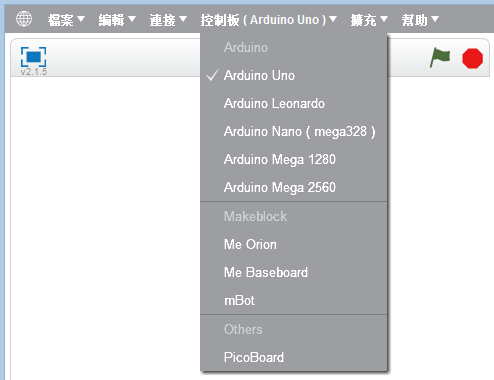 檔案▼ 編輯▼ 連接▼ 控制板 ( Arduino Uno )▼ 擴充▼ 幫助▼
v2.1.5
Arduino
✓ Arduino Uno
Arduino Leonardo
Arduino Nano ( mega328 )
Arduino Mega 1280
Arduino Mega 2560
Makeblock
Me Orion
Me Baseboard
mBot
Others
PicoBoard